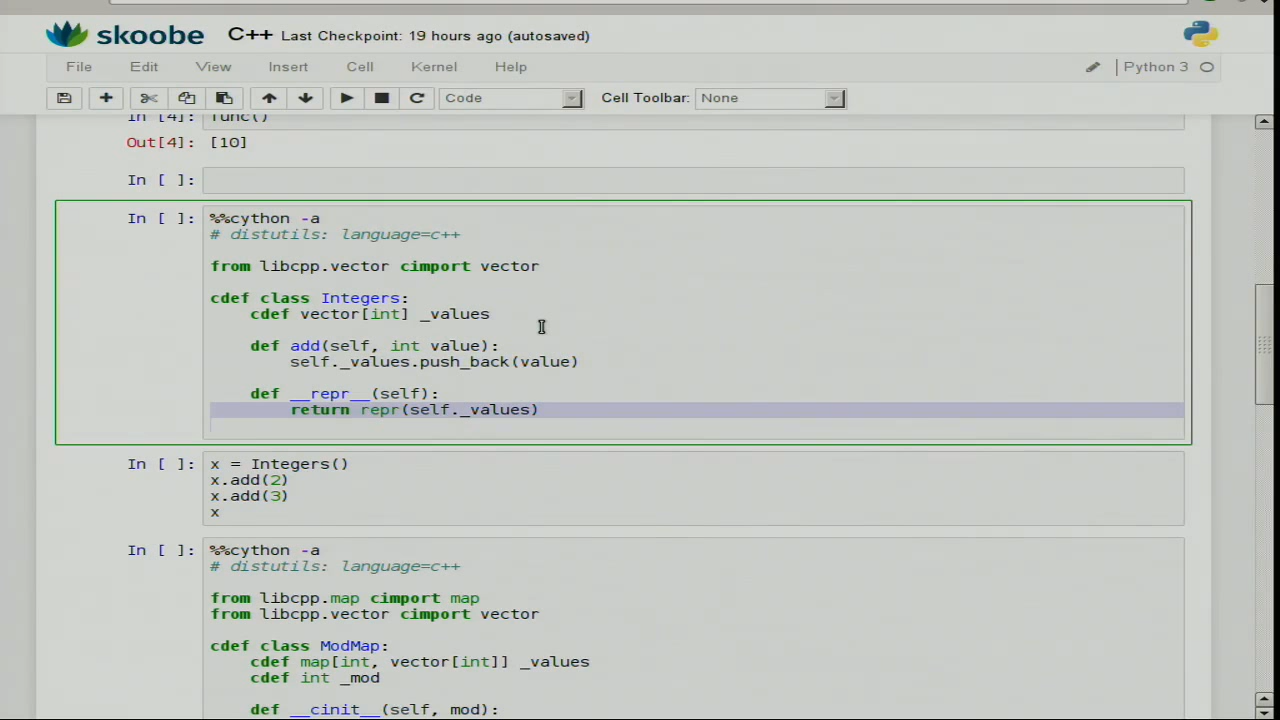 skoobe C++ Last Checkpoint: 19 hours ago (autosaved)
File Edit View Insert Cell Kernel Help Python 3
Code Cell Toolbar: None
In [4]: func()
Out[4]: [10]
In [ ]:
In [ ]: %%cython -a
# distutils: language=c++
from libcpp.vector cimport vector
cdef class Integers:
cdef vector[int] _values
def add(self, int value):
self._values.push_back(value)
def __repr__(self):
return repr(self._values)
In [ ]: x = Integers()
x.add(2)
x.add(3)
x
In [ ]: %%cython -a
# distutils: language=c++
from libcpp.map cimport map
from libcpp.vector cimport vector
cdef class ModMap:
cdef map[int, vector[int]] _values
cdef int _mod
def __cinit__(self, mod):